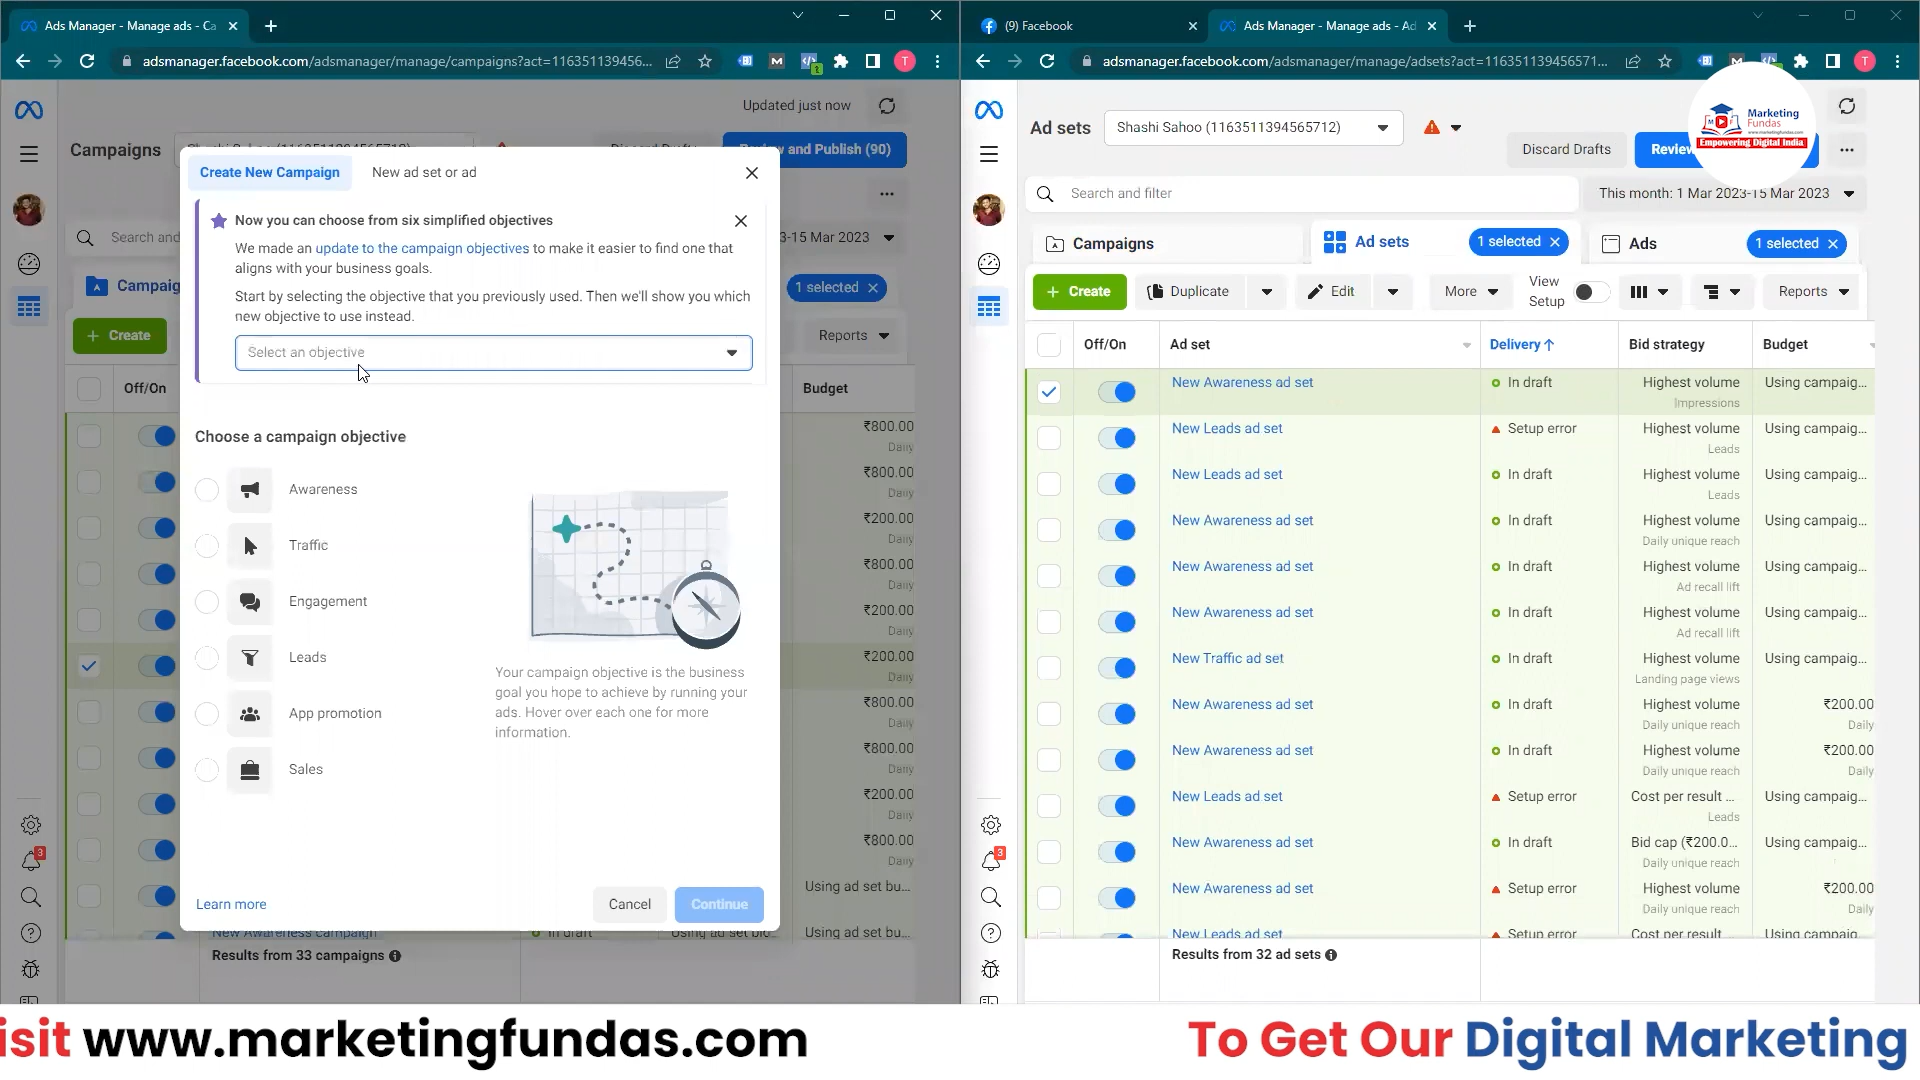 Ads Manager - Manage ads - Ca
adsmanager.facebook.com/adsmanager/manage/campaigns?act=116351139456...
T
Updated just now
Campaigns
Review and Publish (90)
Create New Campaign
New ad set or ad
Now you can choose from six simplified objectives
We made an update to the campaign objectives to make it easier to find one that
aligns with your business goals.
Start by selecting the objective that you previously used. Then we'll show you which
new objective to use instead.
Select an objective
Choose a campaign objective
Awareness
Traffic
Engagement
Leads
App promotion
Sales
Your campaign objective is the business
goal you hope to achieve by running your
ads. Hover over each one for more
information.
Learn more
Cancel
Continue
Search and
3-15 Mar 2023
Campaig
1 selected
+ Create
Reports
Off/On
Budget
₹800.00
Daily
₹800.00
Daily
₹200.00
Daily
₹800.00
Daily
₹200.00
Daily
₹200.00
Daily
₹800.00
Daily
₹800.00
Daily
₹200.00
Daily
₹800.00
Daily
Using ad set bu...
New Awareness campaign
In draft
Using ad set bid...
Using ad set bu...
Results from 33 campaigns
3
(9) Facebook
Ads Manager - Manage ads - Ad
adsmanager.facebook.com/adsmanager/manage/adsets?act=116351139456571...
T
Ad sets
Shashi Sahoo (1163511394565712)
Marketing
Fundas
www.marketingfundas.com
Empowering Digital India
Discard Drafts
Review
Search and filter
This month: 1 Mar 2023-15 Mar 2023
Campaigns
Ad sets
1 selected
Ads
1 selected
+ Create
Duplicate
Edit
More
View
Setup
Reports
Off/On
Ad set
Delivery
Bid strategy
Budget
New Awareness ad set In draft Highest volume Using campaig...
Impressions
New Leads ad set Setup error Highest volume Using campaig...
Leads
New Leads ad set In draft Highest volume Using campaig...
Leads
New Awareness ad set In draft Highest volume Using campaig...
Daily unique reach
New Awareness ad set In draft Highest volume Using campaig...
Ad recall lift
New Awareness ad set In draft Highest volume Using campaig...
Ad recall lift
New Traffic ad set In draft Highest volume Using campaig...
Landing page views
New Awareness ad set In draft Highest volume ₹200.00
Daily unique reach Daily
New Awareness ad set In draft Highest volume ₹200.00
Daily unique reach Daily
New Leads ad set Setup error Cost per result ... Using campaig...
Leads
New Awareness ad set In draft Bid cap (₹200.0... Using campaig...
Daily unique reach
New Awareness ad set Setup error Highest volume ₹200.00
Daily unique reach Daily
New Leads ad set Setup error Cost per result Using campaig
Results from 32 ad sets
3
isit www.marketingfundas.com
To Get Our Digital Marketing